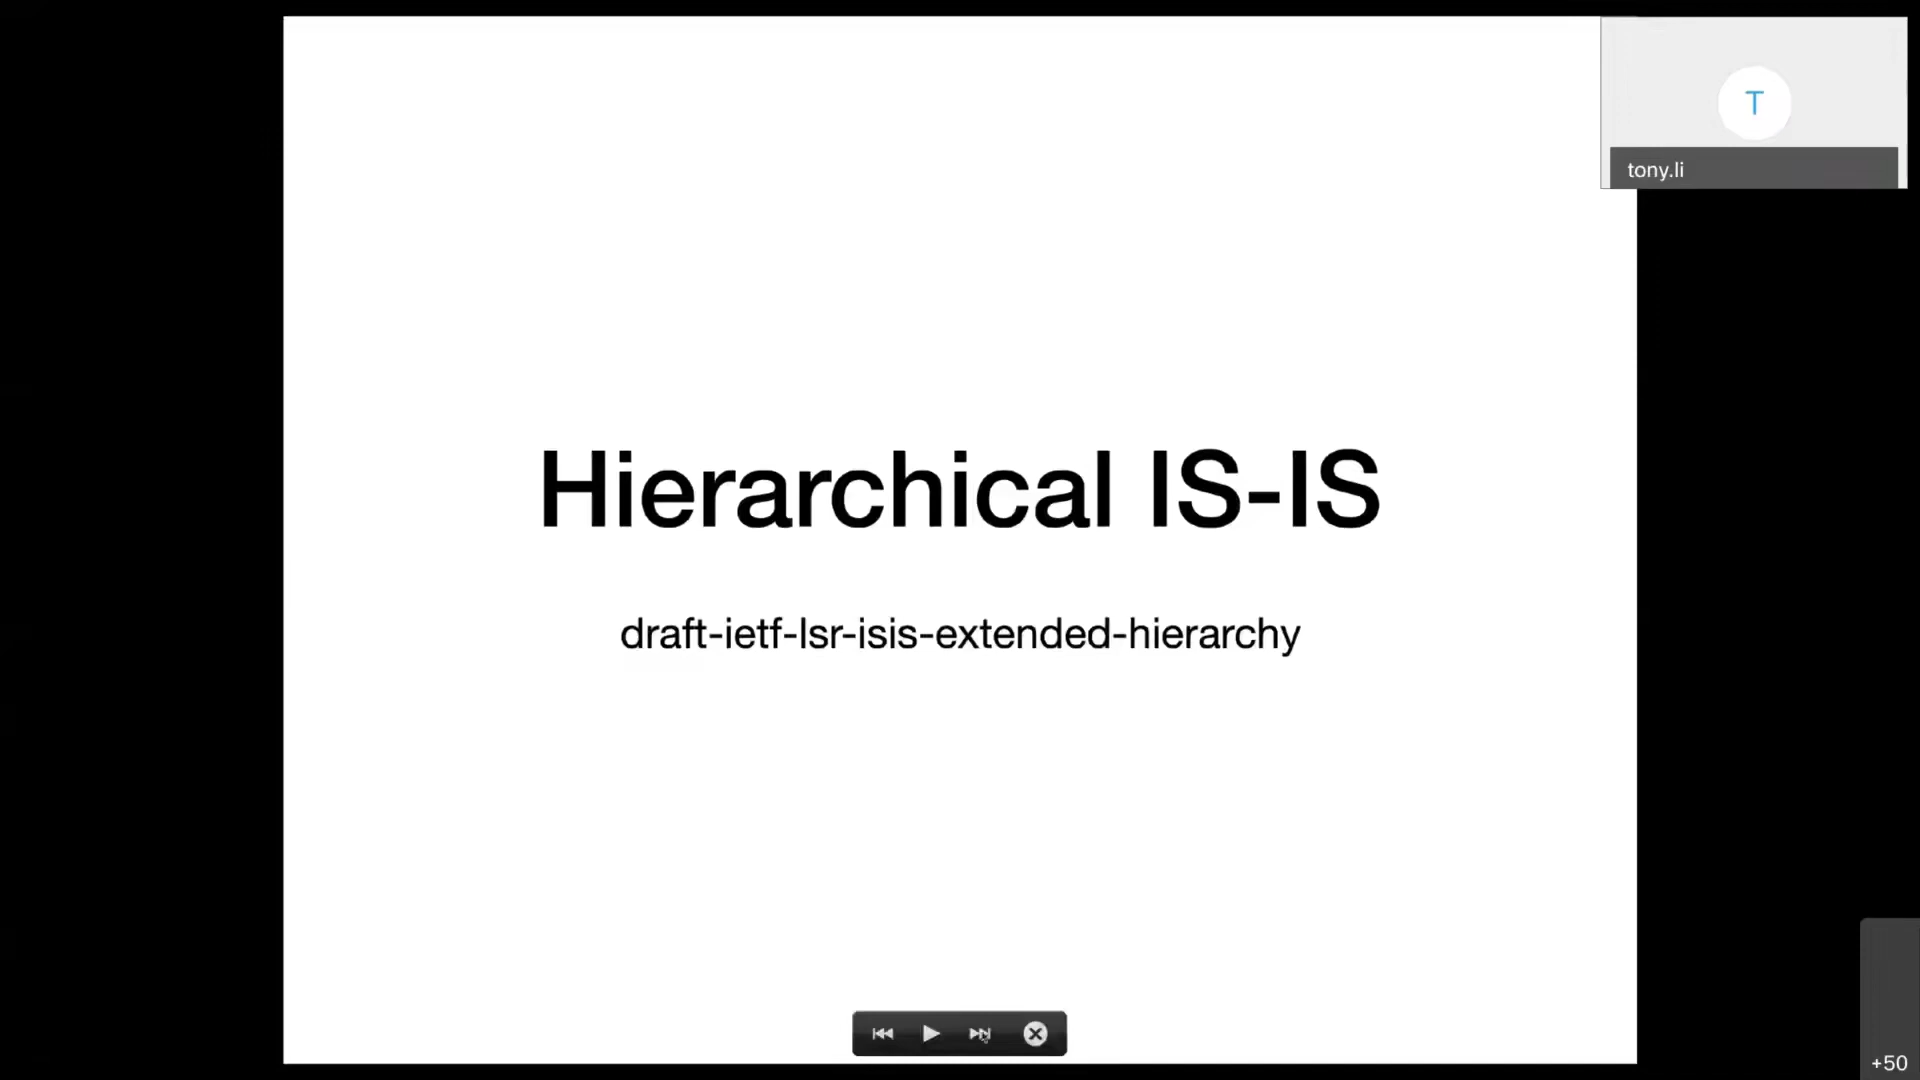 T
tony.li
Hierarchical IS-IS
draft-ietf-lsr-isis-extended-hierarchy
+50